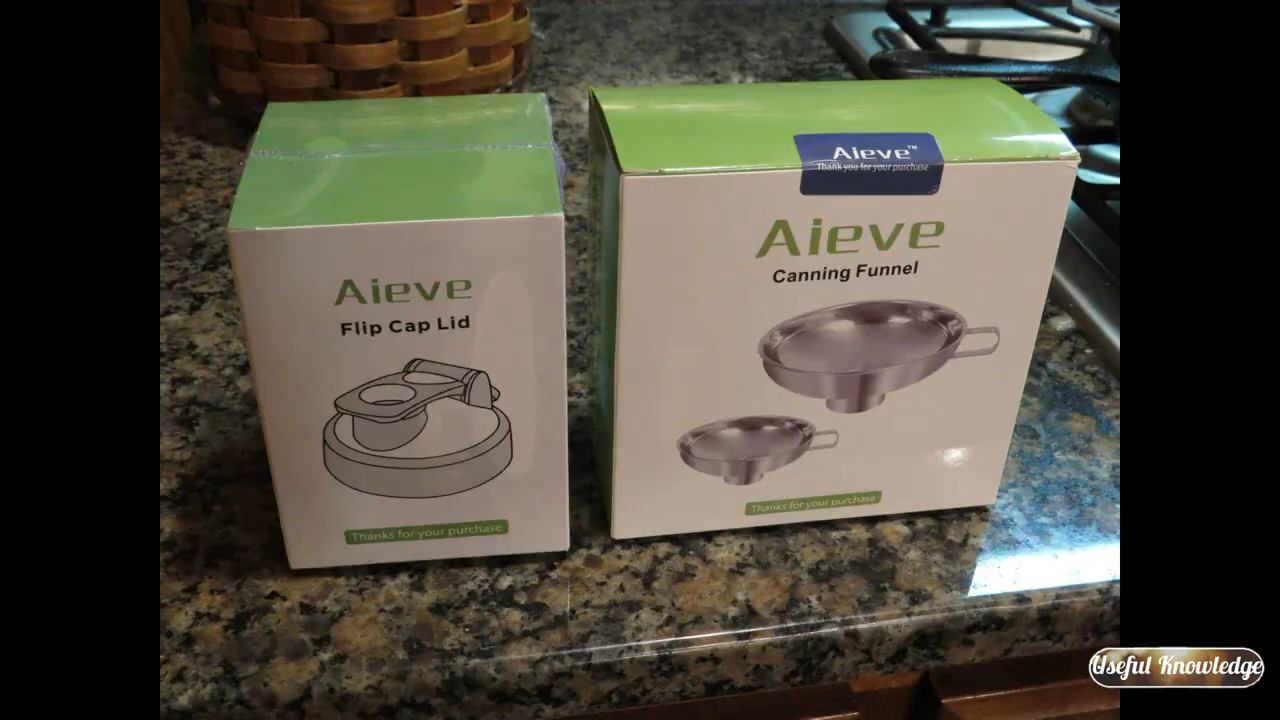 Aieve
Flip Cap Lid
Thanks for your purchase
Aieve™
Thank you for your purchase
Aieve
Canning Funnel
Thanks for your purchase
Useful Knowledge